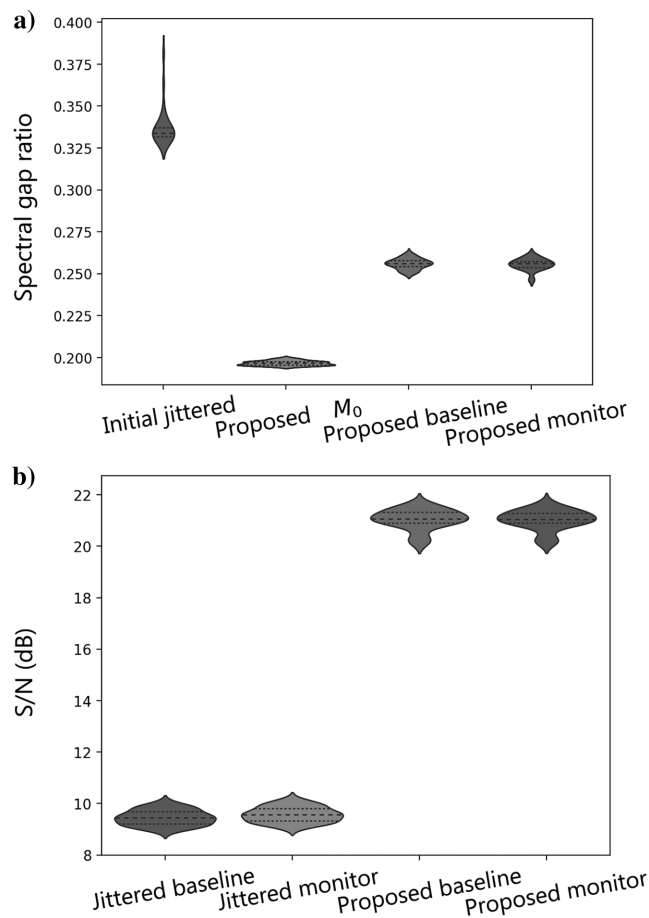 a)
0.400
0.375
0.350
0.325
0.300
0.275
0.250
0.225
0.200
Spectral gap ratio
Initial jittered
Proposed M₀
Proposed baseline
Proposed monitor
b)
22
20
18
16
14
12
10
8
S/N (dB)
Jittered baseline
Jittered monitor
Proposed baseline
Proposed monitor